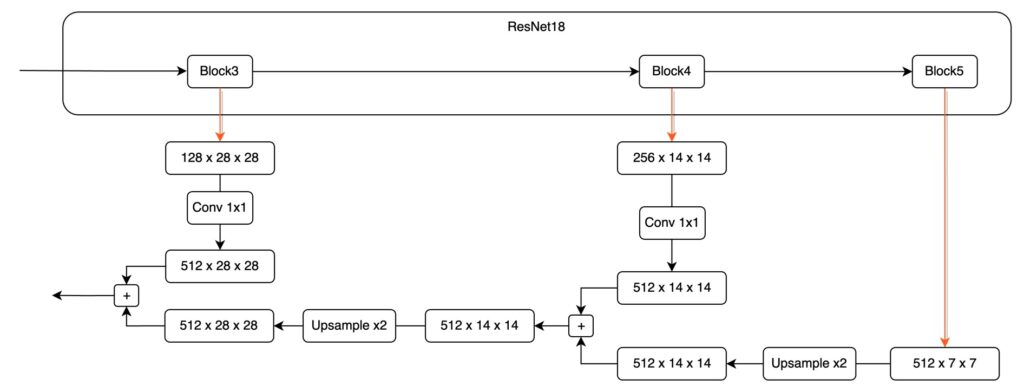 ResNet18
Block3
Block4
Block5
128 x 28 x 28
256 x 14 x 14
Conv 1x1
Conv 1x1
512 x 28 x 28
512 x 14 x 14
+
512 x 28 x 28
Upsample x2
512 x 14 x 14
+
512 x 14 x 14
Upsample x2
512 x 7 x 7